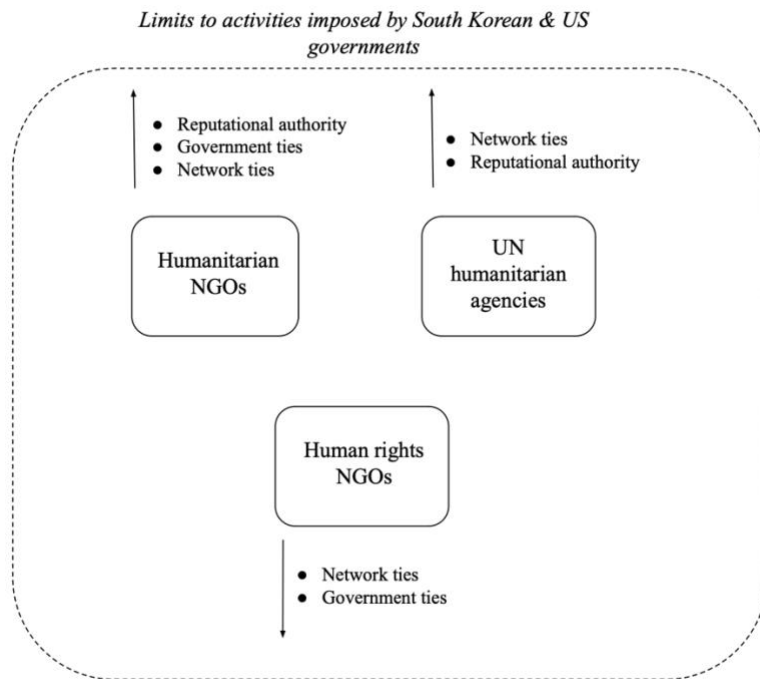 Limits to activities imposed by South Korean & US
governments
● Reputational authority
● Government ties
● Network ties
● Network ties
● Reputational authority
Humanitarian
NGOs
UN
humanitarian
agencies
Human rights
NGOs
● Network ties
● Government ties